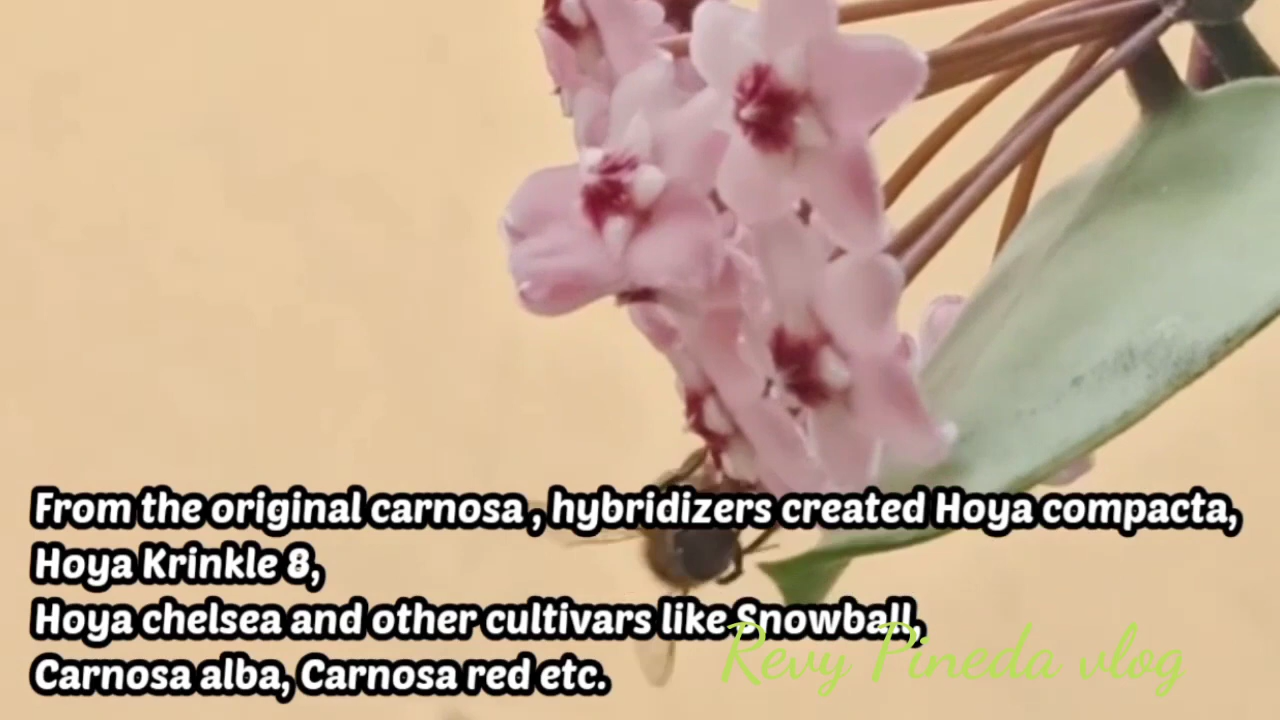 From the original carnosa , hybridizers created Hoya compacta,
Hoya Krinkle 8,
Hoya chelsea and other cultivars like Snowball,
Carnosa alba, Carnosa red etc.
Revy Pineda vlog